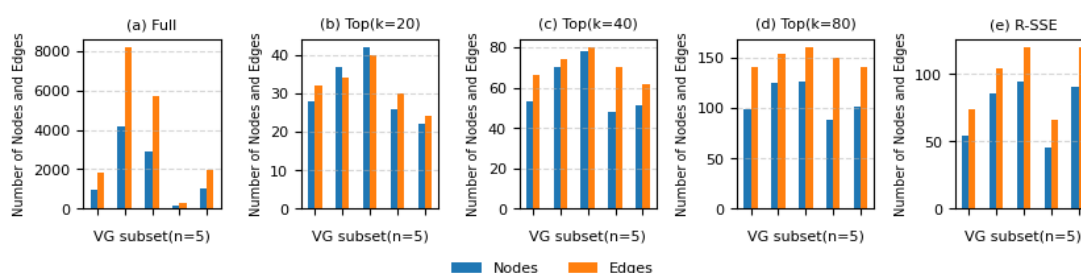 (a) Full
Number of Nodes and Edges
8000
6000
4000
2000
0
VG subset(n=5)
(b) Top(k=20)
Number of Nodes and Edges
40
30
20
10
0
VG subset(n=5)
(c) Top(k=40)
Number of Nodes and Edges
80
60
40
20
0
VG subset(n=5)
(d) Top(k=80)
Number of Nodes and Edges
150
100
50
0
VG subset(n=5)
(e) R-SSE
Number of Nodes and Edges
100
50
0
VG subset(n=5)
Nodes
Edges